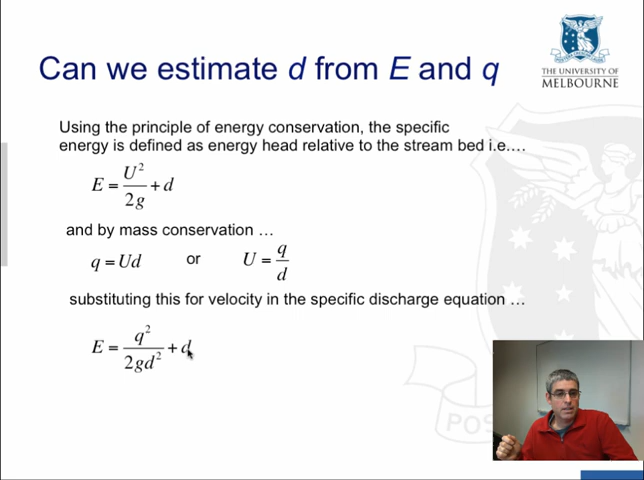 Can we estimate d from E and q
THE UNIVERSITY OF
MELBOURNE
Using the principle of energy conservation, the specific
energy is defined as energy head relative to the stream bed i.e....
E = U²/2g + d
and by mass conservation ...
q = Ud or U = q/d
substituting this for velocity in the specific discharge equation ...
E = q²/2gd² + d